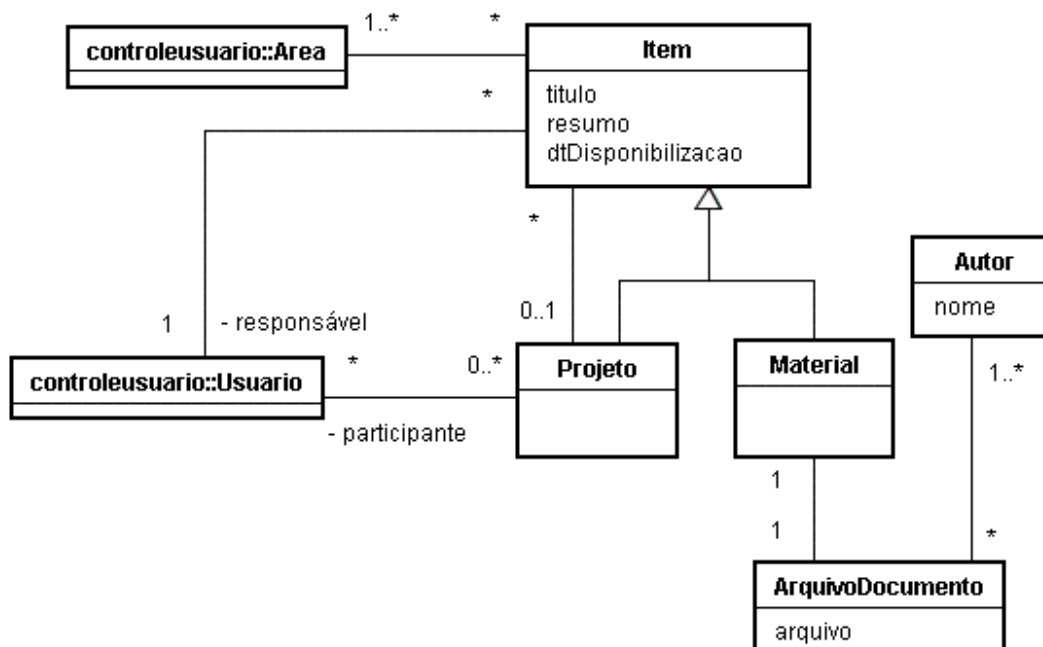 1..*
*
controleusuario::Area
Item
titulo
resumo
dtDisponibilizacao
*
*
Autor
nome
1
- responsável
0..1
controleusuario::Usuario
*
0..*
- participante
Projeto
Material
1..*
1
1
*
ArquivoDocumento
arquivo